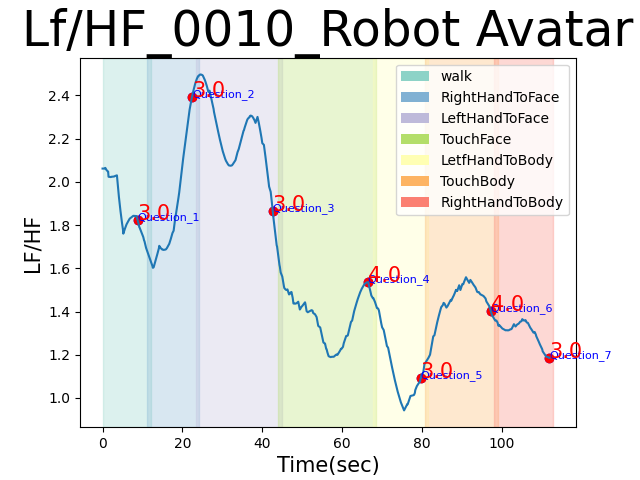 Lf/HF_0010_Robot Avatar
LF/HF
2.4
2.2
2.0
1.8
1.6
1.4
1.2
1.0
0
20
40
60
80
100
Time(sec)
walk
RightHandToFace
LeftHandToFace
TouchFace
LetfHandToBody
TouchBody
RightHandToBody
3.0
Question_1
3.0
Question_2
3.0
Question_3
4.0
Question_4
3.0
Question_5
4.0
Question_6
3.0
Question_7